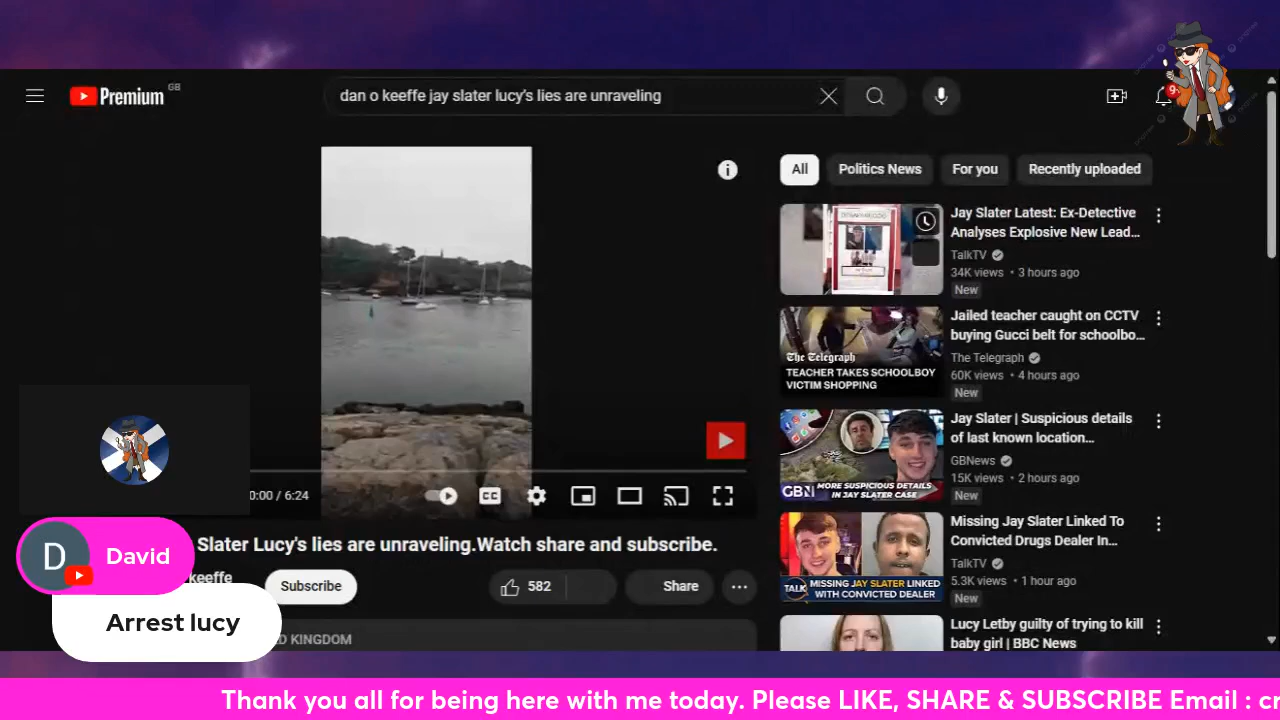 Premium GB
dan o keeffe jay slater lucy's lies are unraveling
9
All
Politics News
For you
Recently uploaded
Jay Slater Latest: Ex-Detective
Analyses Explosive New Lead...
TalkTV
34K views • 3 hours ago
New
Jailed teacher caught on CCTV
buying Gucci belt for schoolbo...
The Telegraph
60K views • 4 hours ago
New
The Telegraph
TEACHER TAKES SCHOOLBOY
VICTIM SHOPPING
Jay Slater | Suspicious details
of last known location...
GBNews
15K views • 2 hours ago
New
GBN
MORE SUSPICIOUS DETAILS
IN JAY SLATER CASE
Missing Jay Slater Linked To
Convicted Drugs Dealer In...
TalkTV
5.3K views • 1 hour ago
New
TALK
MISSING JAY SLATER LINKED
WITH CONVICTED DEALER
Lucy Letby guilty of trying to kill
baby girl | BBC News
0:00 / 6:24
CC
Slater Lucy's lies are unraveling.Watch share and subscribe.
keeffe
Subscribe
582
Share
D KINGDOM
D
David
Arrest lucy
Thank you all for being here with me today. Please LIKE, SHARE & SUBSCRIBE Email : cr